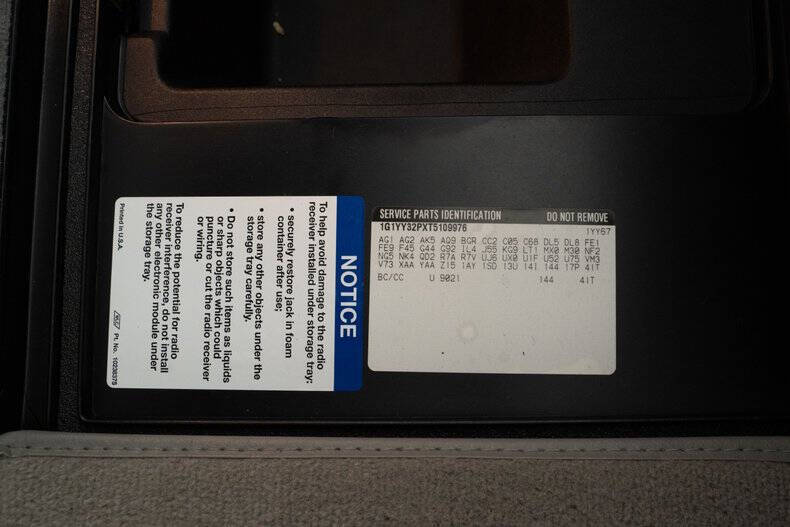 SERVICE PARTS IDENTIFICATION DO NOT REMOVE
1G1YY32PXT5109976
1YY67
AG1 AG2 AK5 AQ9 BGR CC2 C05 C68 DL5 DL8 FE1
FE9 F45 G44 G92 IL4 J55 KG9 LT1 MX0 M30 NF2
NG5 NK4 QD2 R7A R7V UJ6 UX0 U1F U52 U75 VM3
V73 XAA YAA Z15 1AY 1SD 13U 14I 144 17P 41T
BC/CC U 9021 144 41T
NOTICE
To help avoid damage to the radio
receiver installed under storage tray:
• securely restore jack in foam
container after use;
• store any other objects under the
storage tray carefully.
• Do not store such items as liquids
or sharp objects which could
puncture or cut the radio receiver
or wiring.
To reduce the potential for radio
receiver interference, do not install
any other electronic module under
the storage tray.
Printed in U.S.A.
Pt. No. 10238375